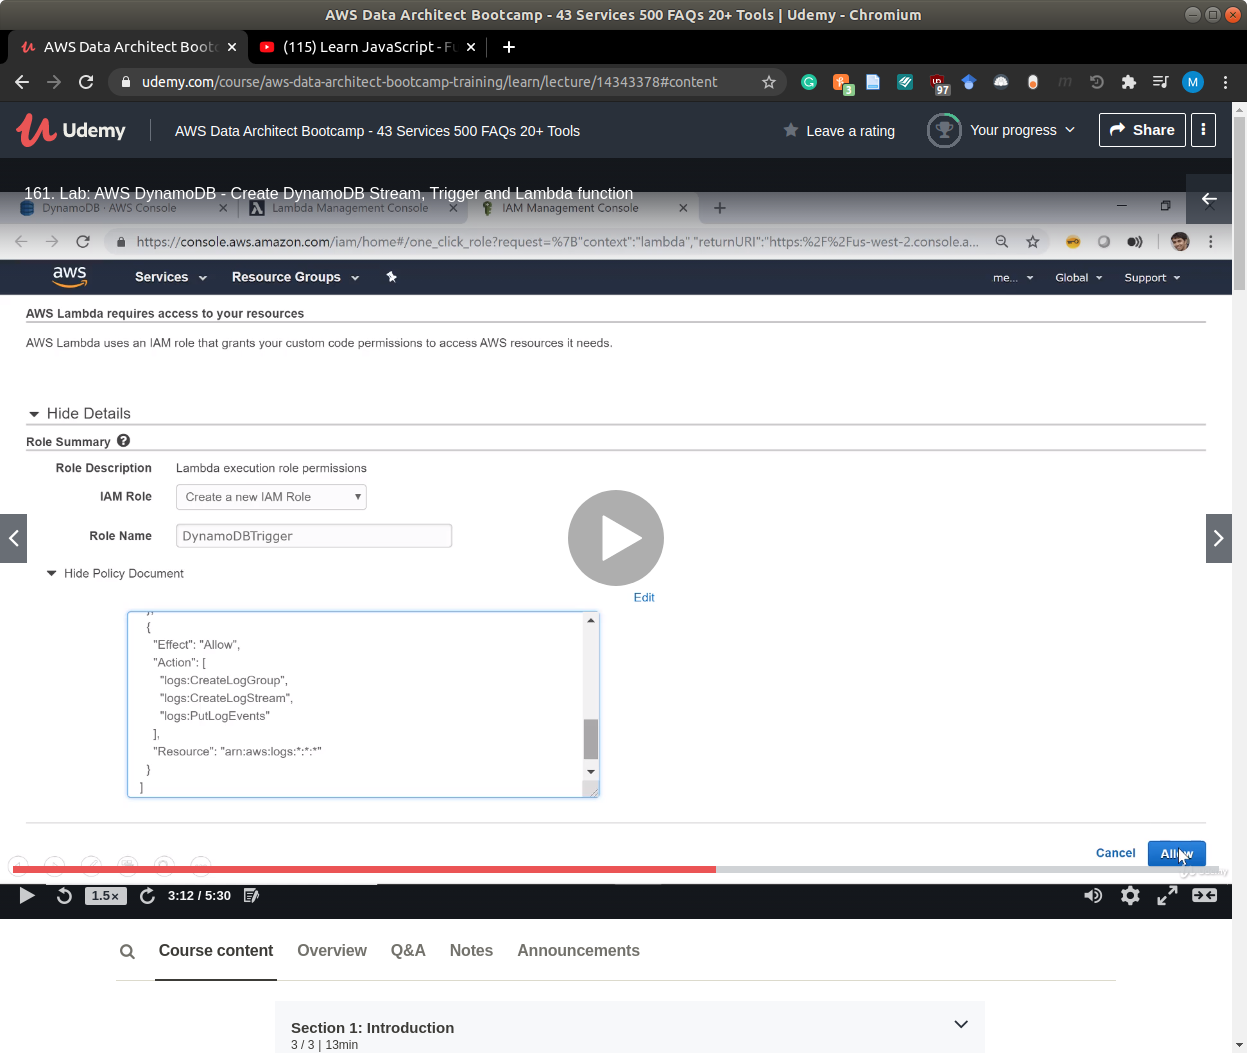 AWS Data Architect Bootcamp - 43 Services 500 FAQs 20+ Tools | Udemy - Chromium
AWS Data Architect Bootc
(115) Learn JavaScript - Fu
udemy.com/course/aws-data-architect-bootcamp-training/learn/lecture/14343378#content
3
97
M
Udemy
AWS Data Architect Bootcamp - 43 Services 500 FAQs 20+ Tools
Leave a rating
Your progress
Share
161. Lab: AWS DynamoDB - Create DynamoDB Stream, Trigger and Lambda function
DynamoDB · AWS Console
Lambda Management Console
IAM Management Console
https://console.aws.amazon.com/iam/home#/one_click_role?request=%7B"context":"lambda","returnURI":"https:%2F%2Fus-west-2.console.a...
aws
Services
Resource Groups
me...
Global
Support
AWS Lambda requires access to your resources
AWS Lambda uses an IAM role that grants your custom code permissions to access AWS resources it needs.
Hide Details
Role Summary ?
Role Description Lambda execution role permissions
IAM Role Create a new IAM Role
Role Name DynamoDBTrigger
Hide Policy Document
Edit
},
{
"Effect": "Allow",
"Action": [
"logs:CreateLogGroup",
"logs:CreateLogStream",
"logs:PutLogEvents"
],
"Resource": "arn:aws:logs:*:*:*"
}
]
Cancel
Allow
udemy
1.5×
3:12 / 5:30
Course content
Overview
Q&A
Notes
Announcements
Section 1: Introduction
3 / 3 | 13min